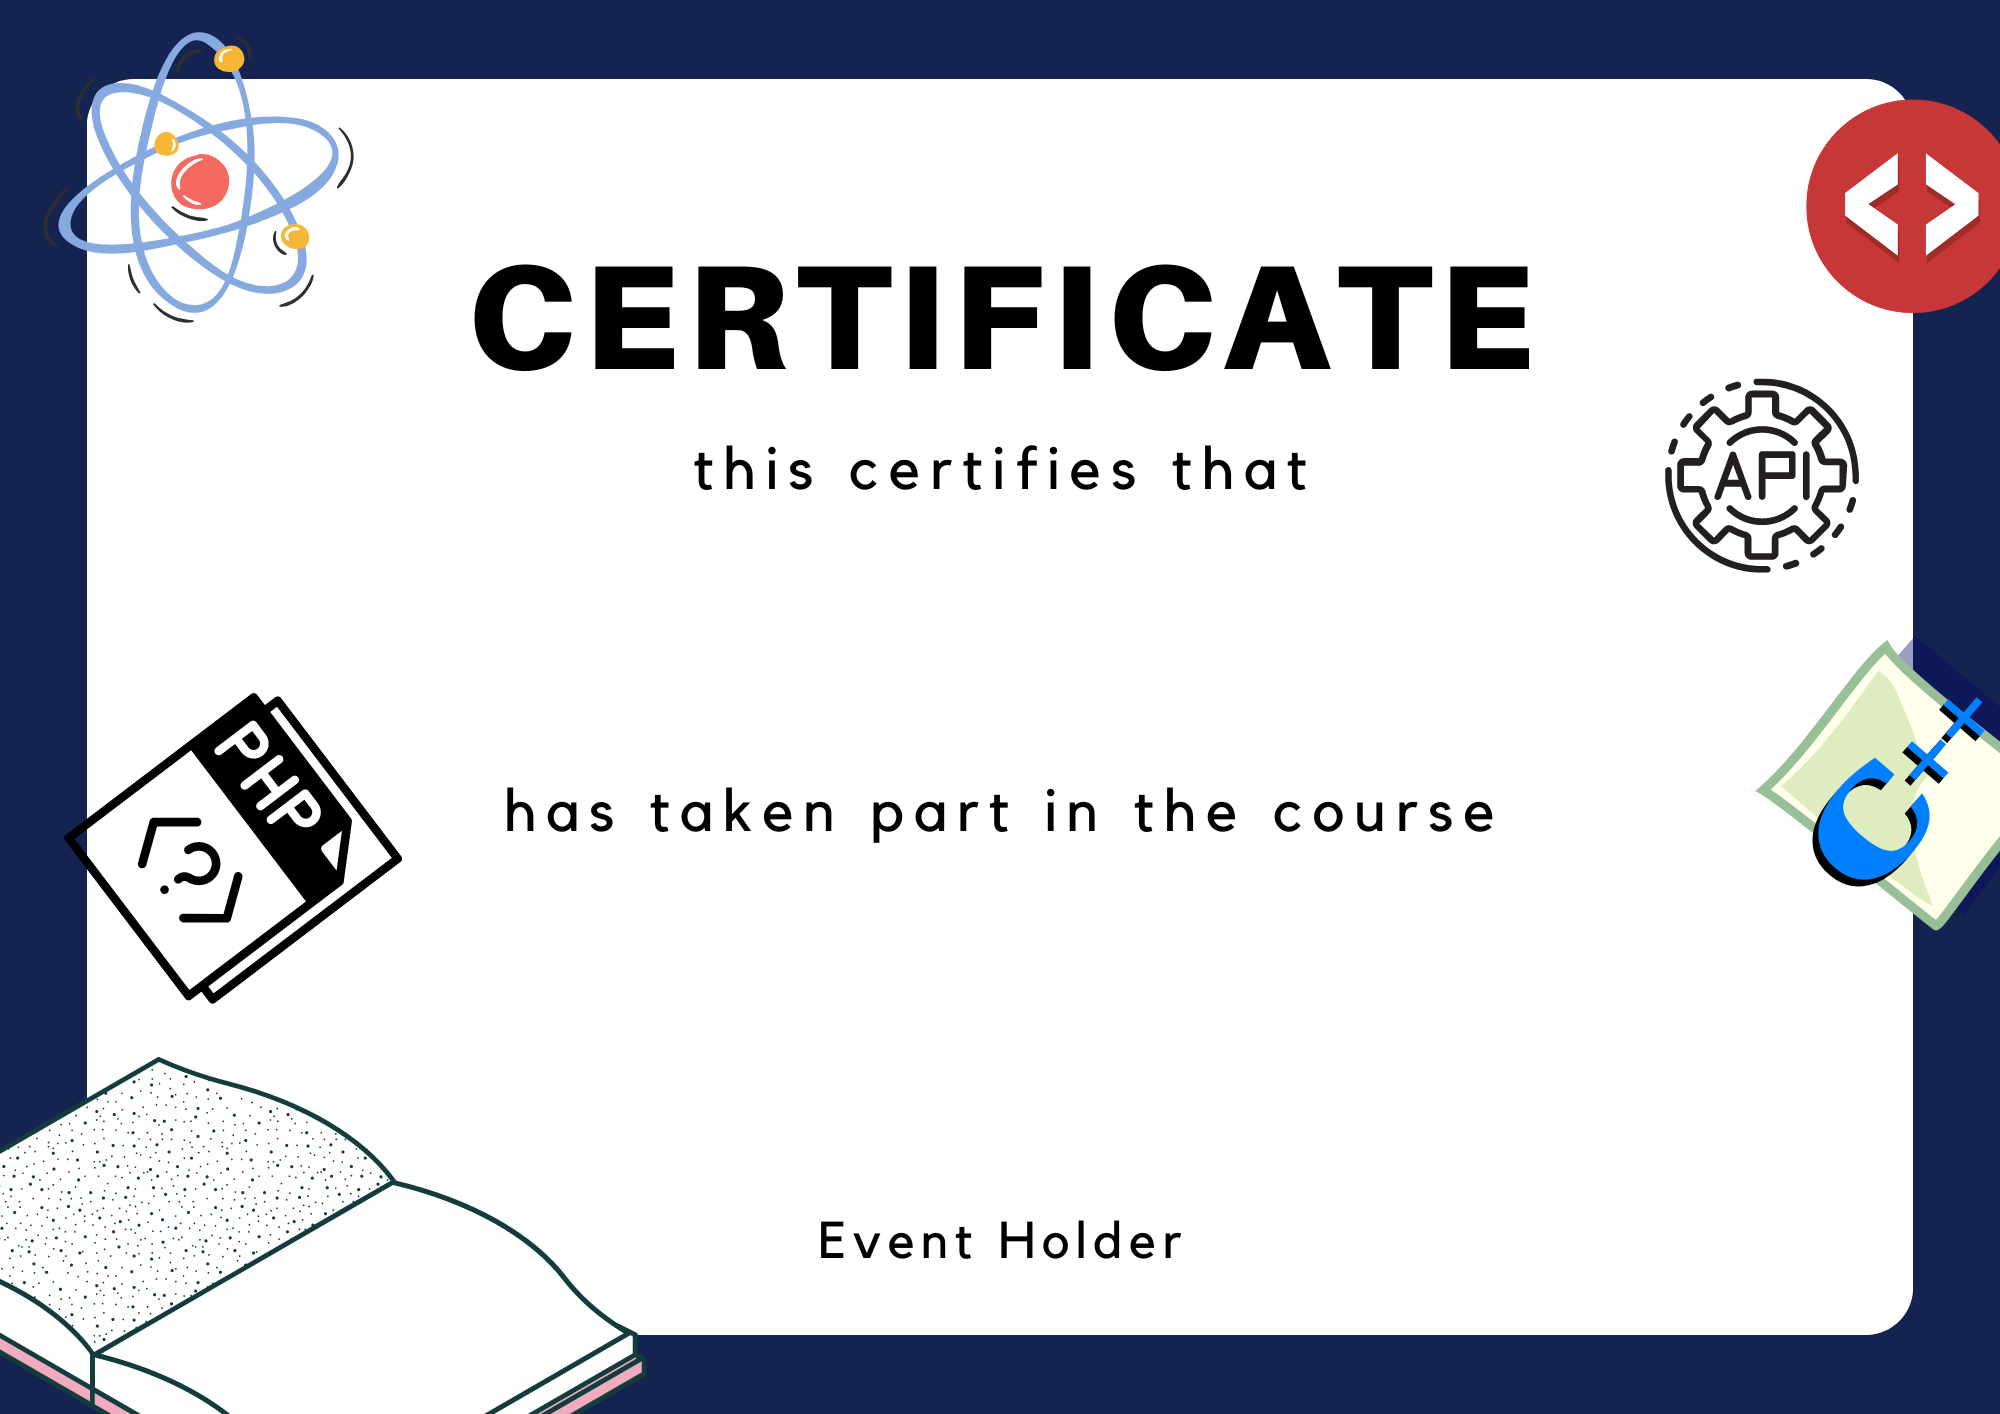 CERTIFICATE
this certifies that
API
PHP
C++
has taken part in the course
Event Holder